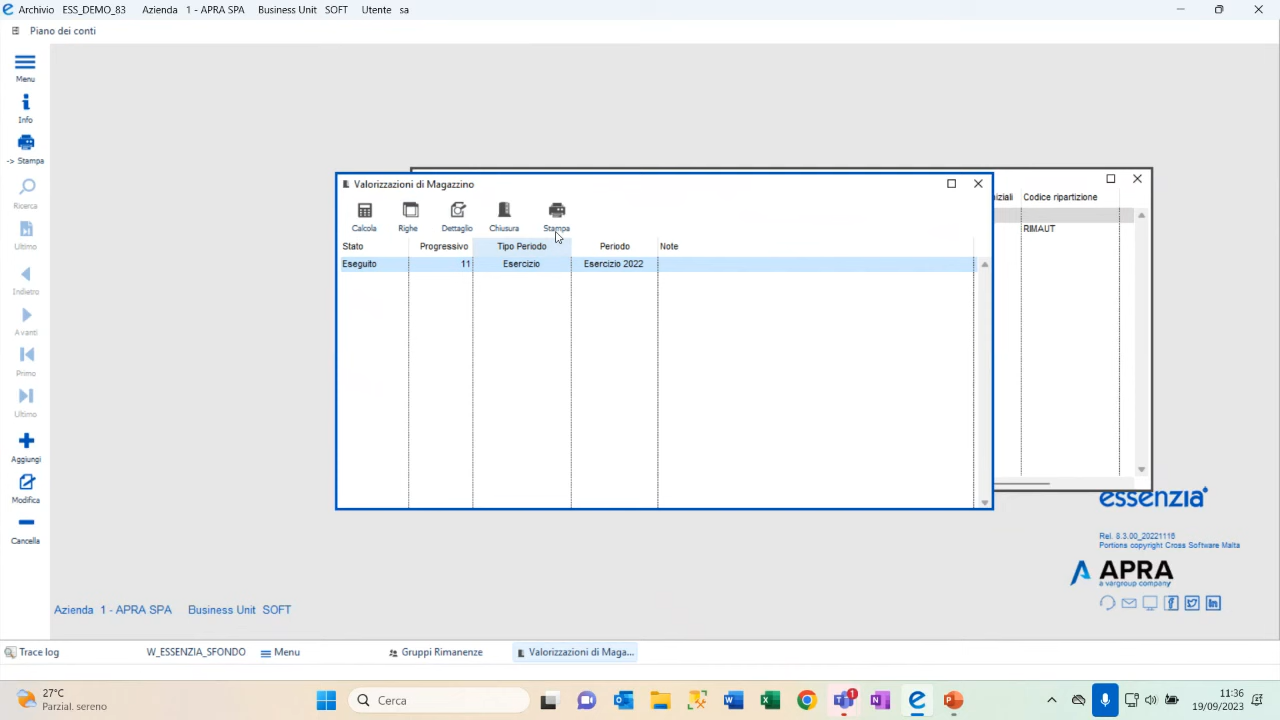 Archivo ESS_DEMO_83 Azienda 1 - APRA SPA Business Unit SOFT Utente sa
Piano dei conti
Menu
Info
-> Stampa
Ricerca
Ultimo
Indietro
Avanti
Primo
Ultimo
Aggiungi
Modifica
Cancella
Valorizzazioni di Magazzino
Calcola Righe Dettaglio Chiusura Stampa
Stato Progressivo Tipo Periodo Periodo Note
Eseguito 11 Esercizio Esercizio 2022
iziali Codice ripartizione
RIMAUT
essenzia
Rel. 8.3.00_20221116
Portions copyright Cross Software Malta
APRA
a vargroup company
Azienda 1 - APRA SPA Business Unit SOFT
Trace log W_ESSENZIA_SFONDO Menu Gruppi Rimanenze Valorizzazioni di Maga...
27°C
Parzial. sereno
Cerca
11:36
19/09/2023